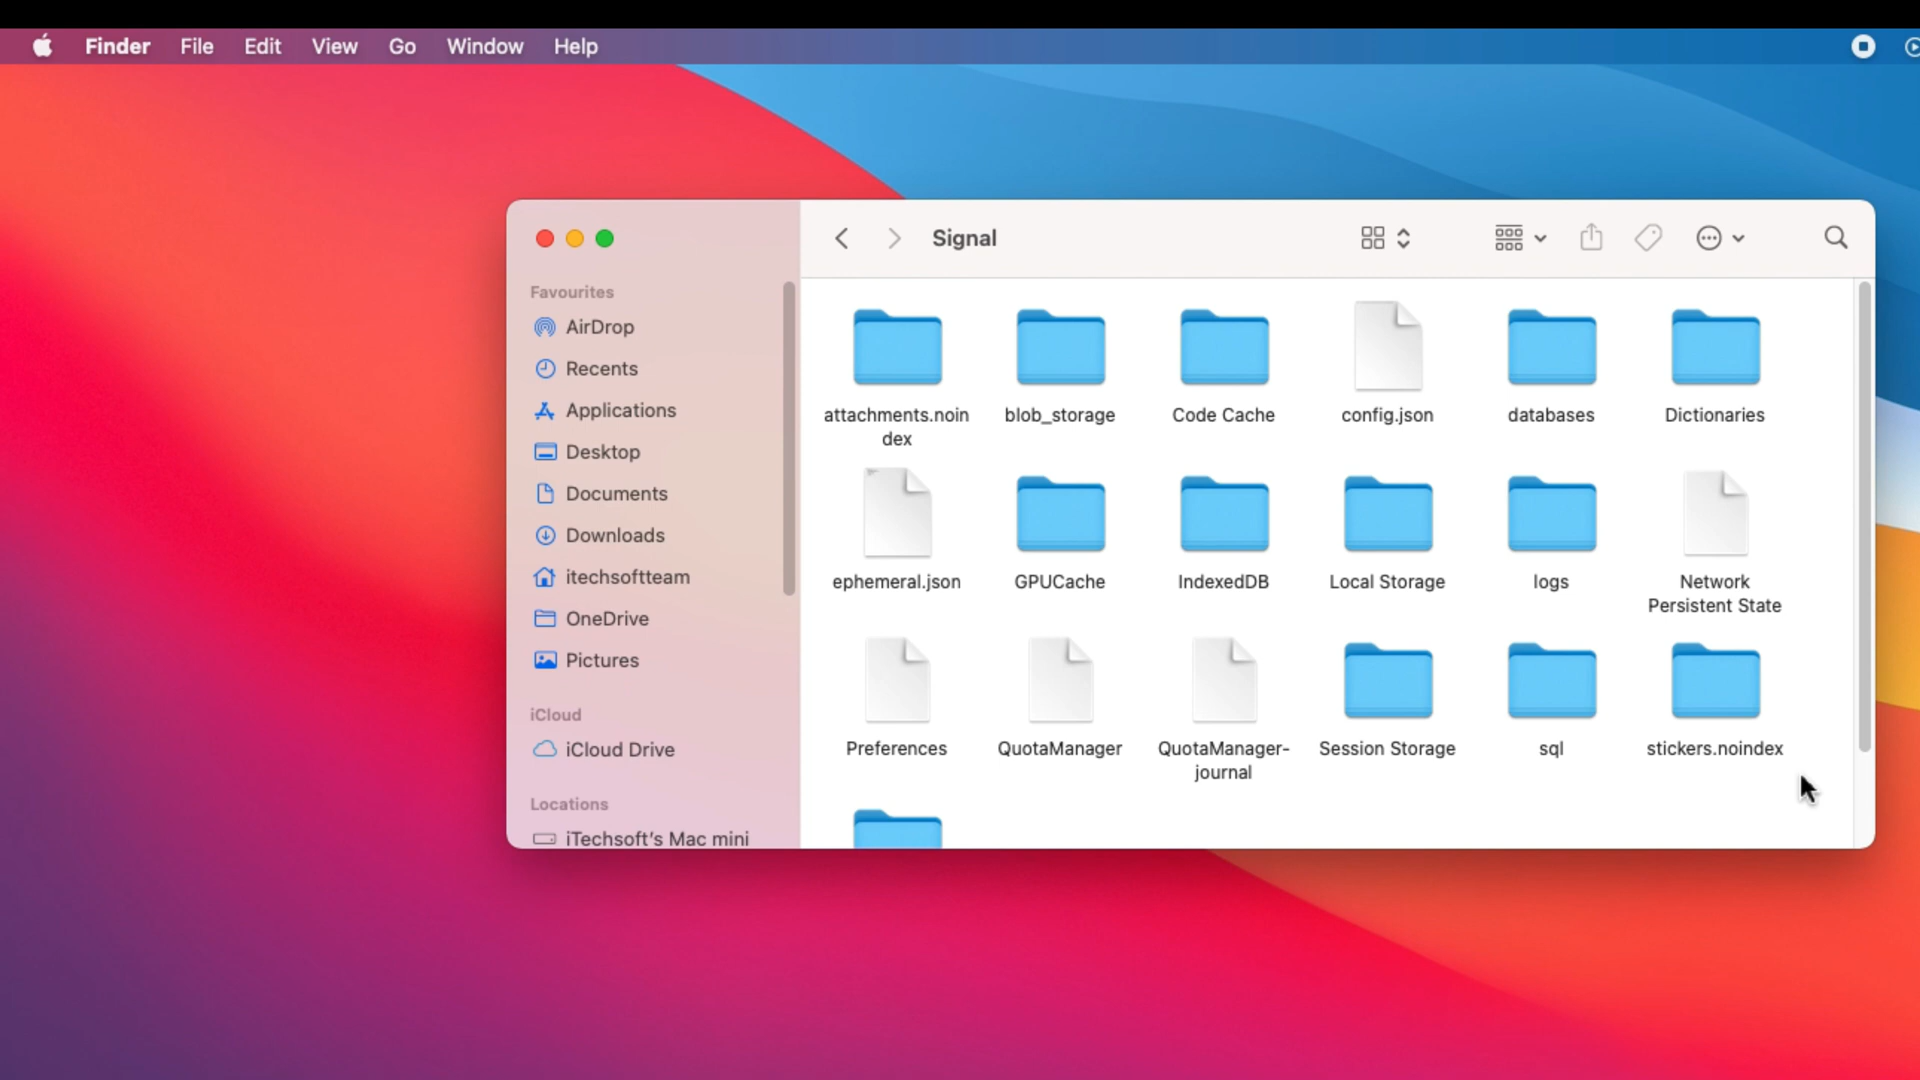 Finder File Edit View Go Window Help
Signal
Favourites
AirDrop
Recents
Applications
Desktop
Documents
Downloads
itechsoftteam
OneDrive
Pictures
iCloud
iCloud Drive
Locations
iTechsoft's Mac mini
attachments.noin
dex
blob_storage
Code Cache
config.json
databases
Dictionaries
ephemeral.json
GPUCache
IndexedDB
Local Storage
logs
Network
Persistent State
Preferences
QuotaManager
QuotaManager-
journal
Session Storage
sql
stickers.noindex